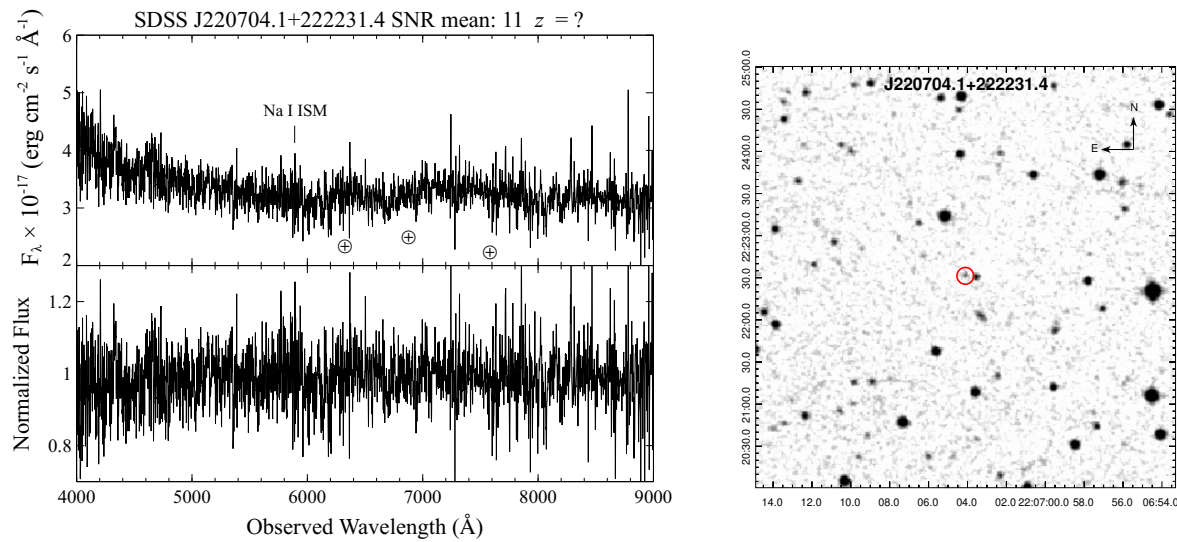 SDSS J220704.1+222231.4 SNR mean: 11 z = ?
6
5
4
3
2
F_λ × 10⁻¹⁷ (erg cm⁻² s⁻¹ Å⁻¹)
Na I ISM
1.2
1
0.8
Normalized Flux
4000 5000 6000 7000 8000 9000
Observed Wavelength (Å)
J220704.1+222231.4
N
E
25:00.0
30.0
24:00.0
30.0
22:23:00.0
30.0
22:00.0
30.0
21:00.0
20:30.0
14.0 12.0 10.0 08.0 06.0 04.0 02.0 22:07:00.0 58.0 56.0 06:54.0